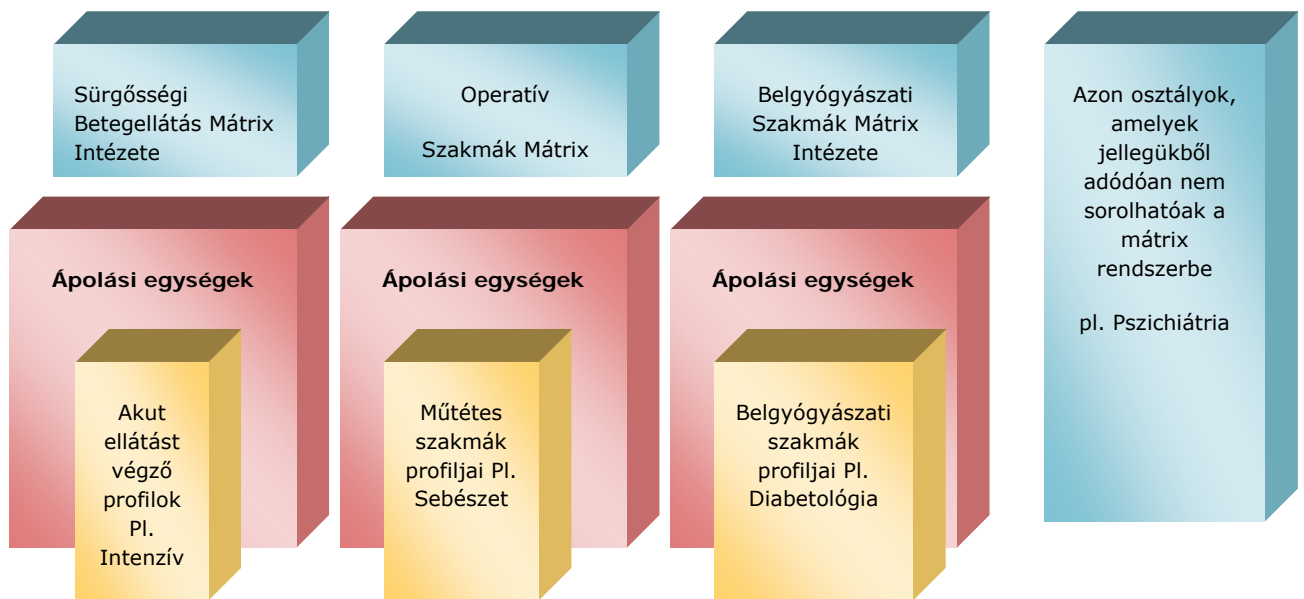 Sürgősségi
Betegellátás Mátrix
Intézete
Operatív
Szakmák Mátrix
Belgyógyászati
Szakmák Mátrix
Intézete
Azon osztályok,
amelyek
jellegükből
adódóan nem
sorolhatóak a
mátrix
rendszerbe
pl. Pszichiátria
Ápolási egységek
Ápolási egységek
Ápolási egységek
Akut
ellátást
végző
profilok
Pl.
Intenzív
Műtétes
szakmák
profiljai Pl.
Sebészet
Belgyógyászati
szakmák
profiljai Pl.
Diabetológia